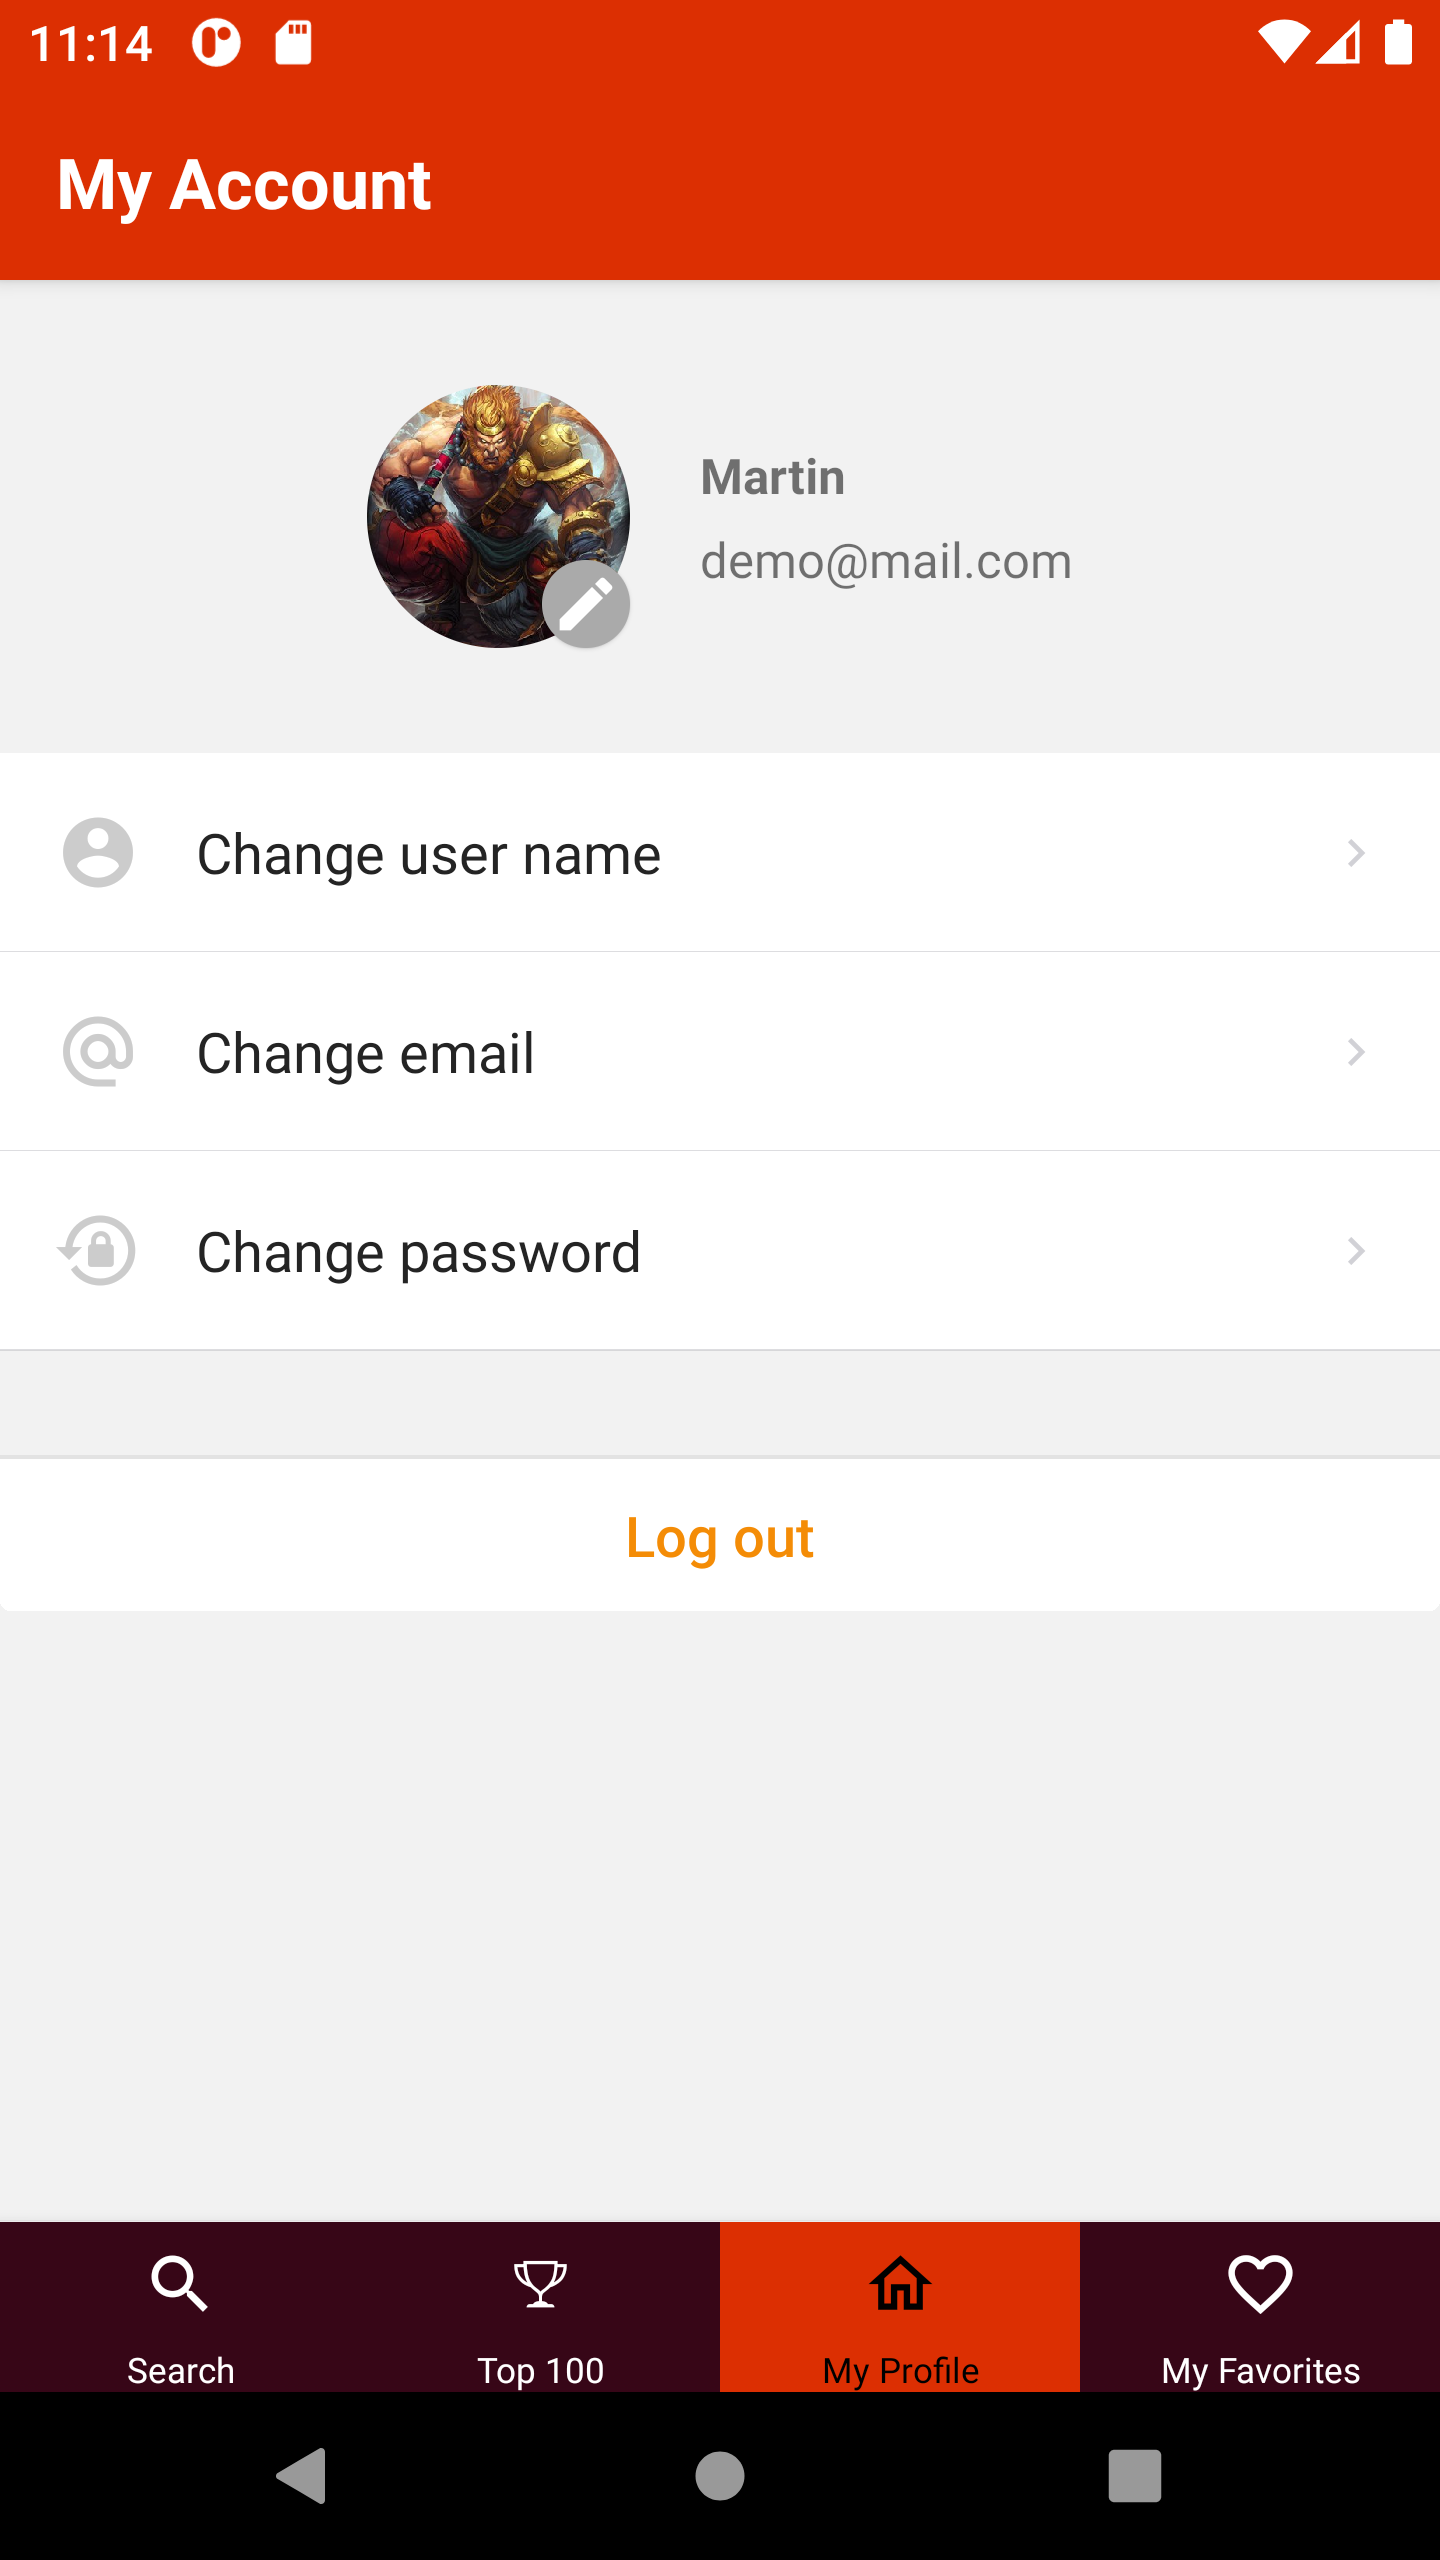 11:14
My Account
Martin
demo@mail.com
Change user name
Change email
Change password
Log out
Search
Top 100
My Profile
My Favorites